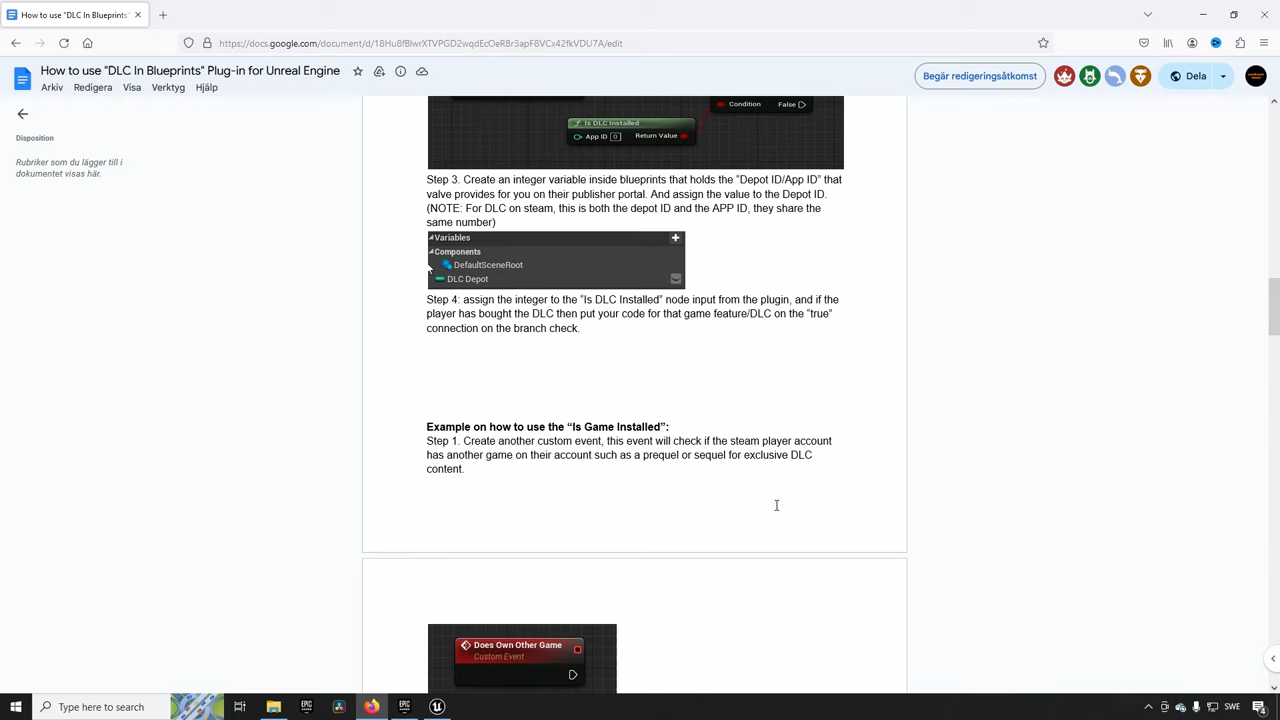 How to use "DLC In Blueprints"
https://docs.google.com/document/d/18Hu8fBIwrXTVPGD2wqdEcOeRBr3apF8VCx42fkVDU7A/edit
How to use "DLC In Blueprints" Plug-in for Unreal Engine
Arkiv Redigera Visa Verktyg Hjälp
Begär redigeringsåtkomst
Dela
Disposition
Rubriker som du lägger till i
dokumentet visas här.
Condition False
Is DLC Installed
App ID 0 Return Value
Step 3. Create an integer variable inside blueprints that holds the "Depot ID/App ID" that
valve provides for you on their publisher portal. And assign the value to the Depot ID.
(NOTE: For DLC on steam, this is both the depot ID and the APP ID, they share the
same number)
Variables
Components
DefaultSceneRoot
DLC Depot
Step 4: assign the integer to the "Is DLC Installed" node input from the plugin, and if the
player has bought the DLC then put your code for that game feature/DLC on the "true"
connection on the branch check.
Example on how to use the “Is Game Installed”:
Step 1. Create another custom event, this event will check if the steam player account
has another game on their account such as a prequel or sequel for exclusive DLC
content.
Does Own Other Game
Custom Event
Type here to search
EPIC GAMES
EPIC GAMES
SWE